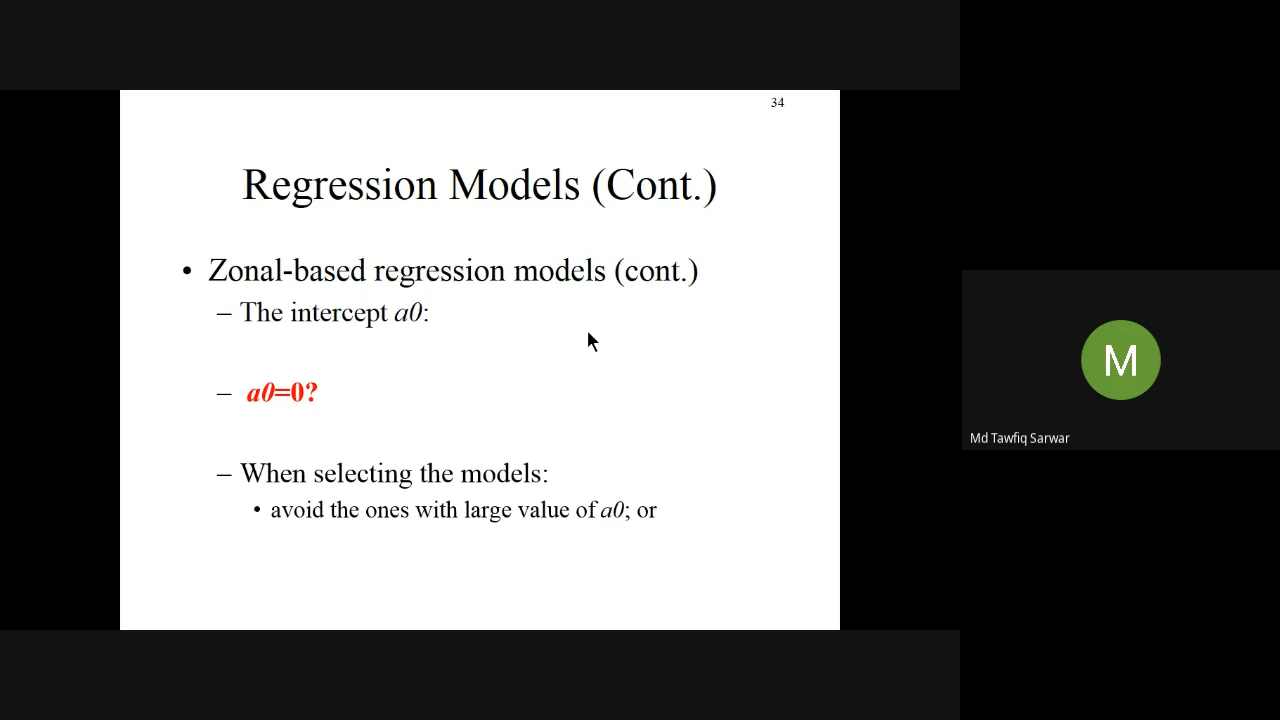 34
Regression Models (Cont.)
• Zonal-based regression models (cont.)
– The intercept a0:
– a0=0?
– When selecting the models:
• avoid the ones with large value of a0; or
M
Md Tawfiq Sarwar